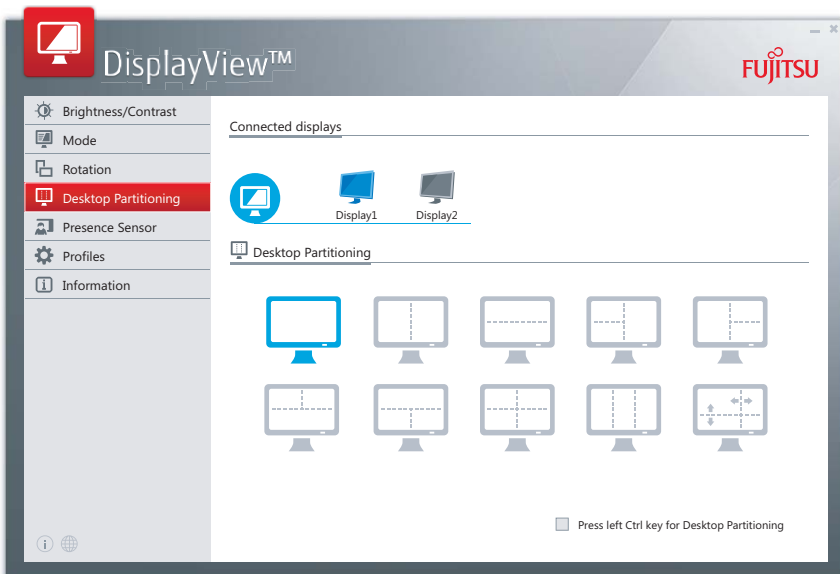 DisplayView™
FUJITSU
Brightness/Contrast
Mode
Rotation
Desktop Partitioning
Presence Sensor
Profiles
Information
Connected displays
Display1
Display2
Desktop Partitioning
Press left Ctrl key for Desktop Partitioning